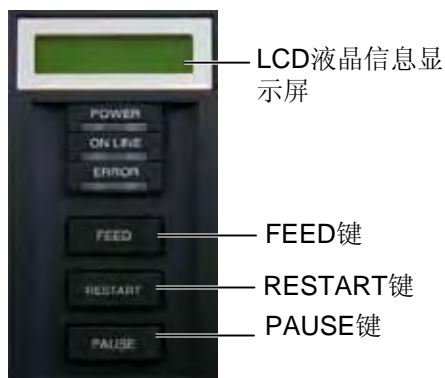 LCD液晶信息显
示屏
POWER
ON LINE
ERROR
FEED
FEED键
RESTART
RESTART键
PAUSE
PAUSE键